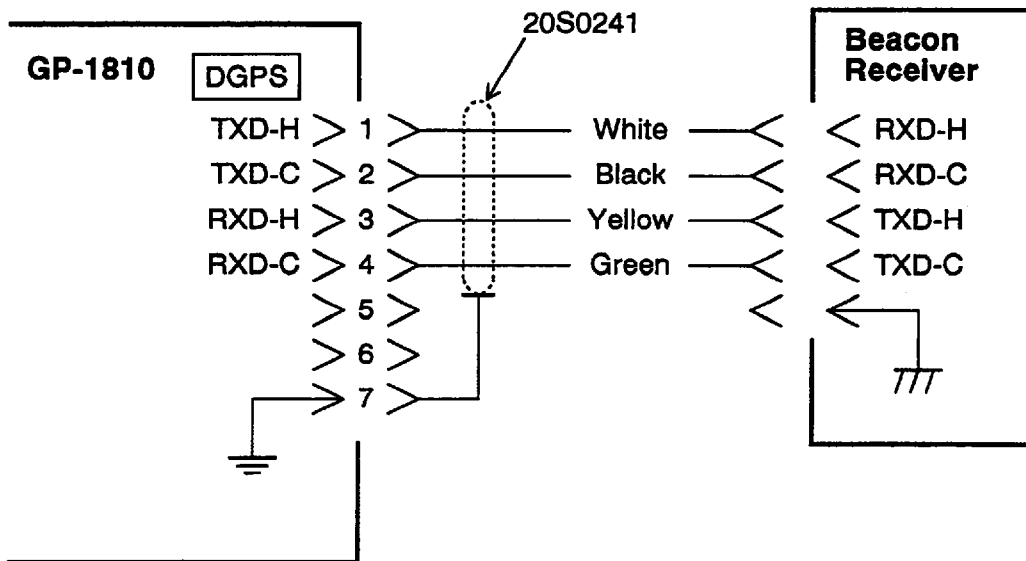 20S0241
GP-1810
DGPS
Beacon
Receiver
TXD-H 1 White RXD-H
TXD-C 2 Black RXD-C
RXD-H 3 Yellow TXD-H
RXD-C 4 Green TXD-C
5
6
7